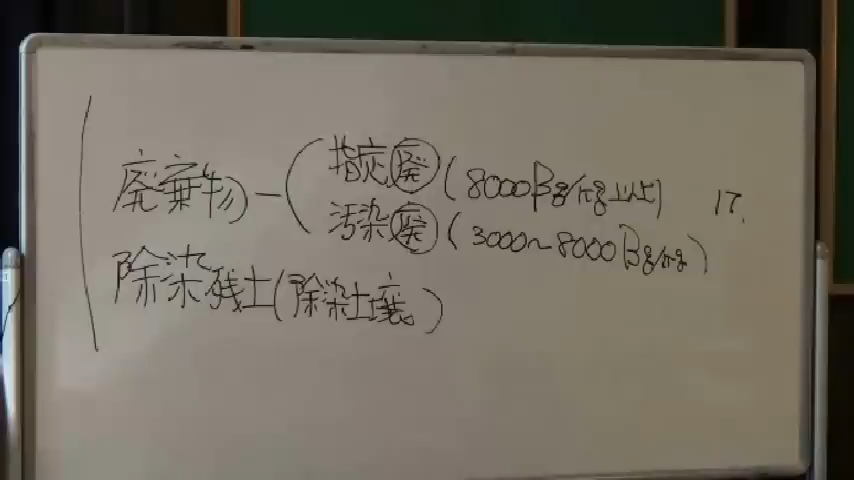 廃棄物 - ( 指定廃 (8000Bq/kg以上) 17.
汚染廃 (3000~8000Bq/kg)
除染残土(除染土壌)